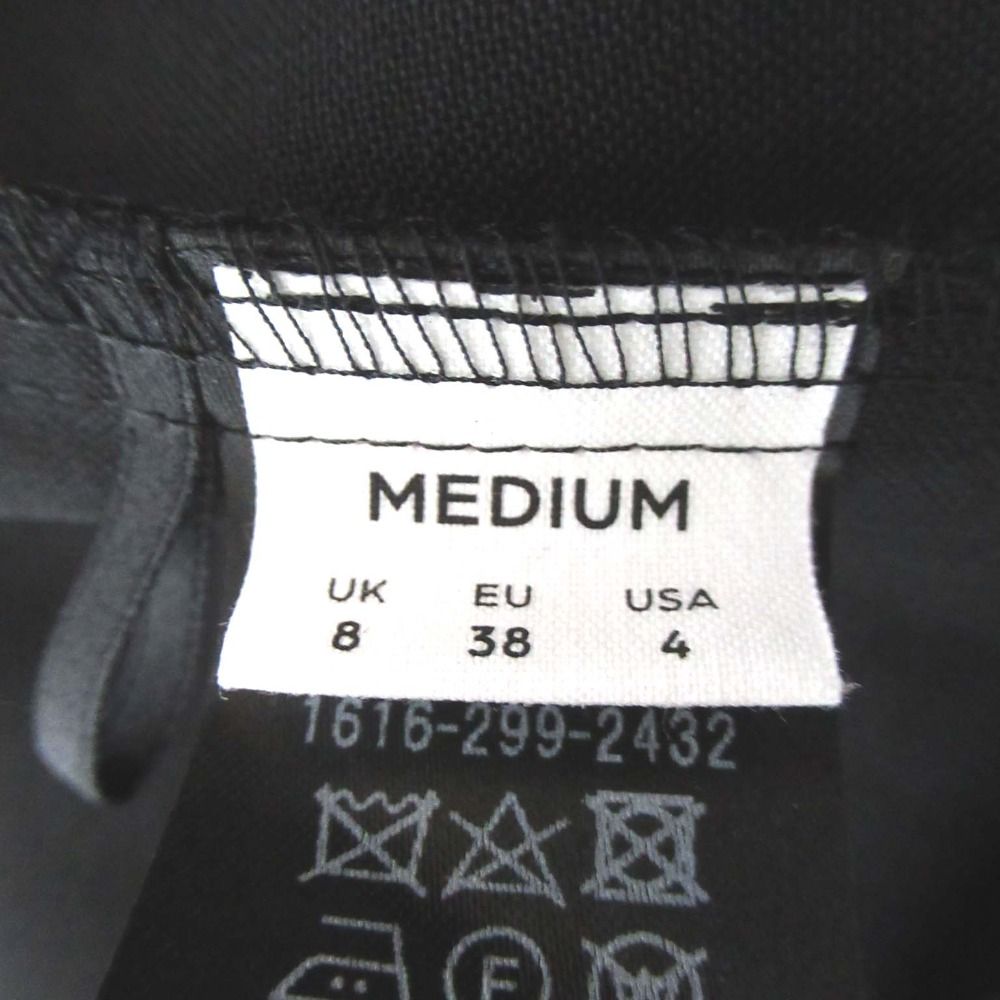 MEDIUM
UK EU USA
8 38 4
1616-299-2432
F
W